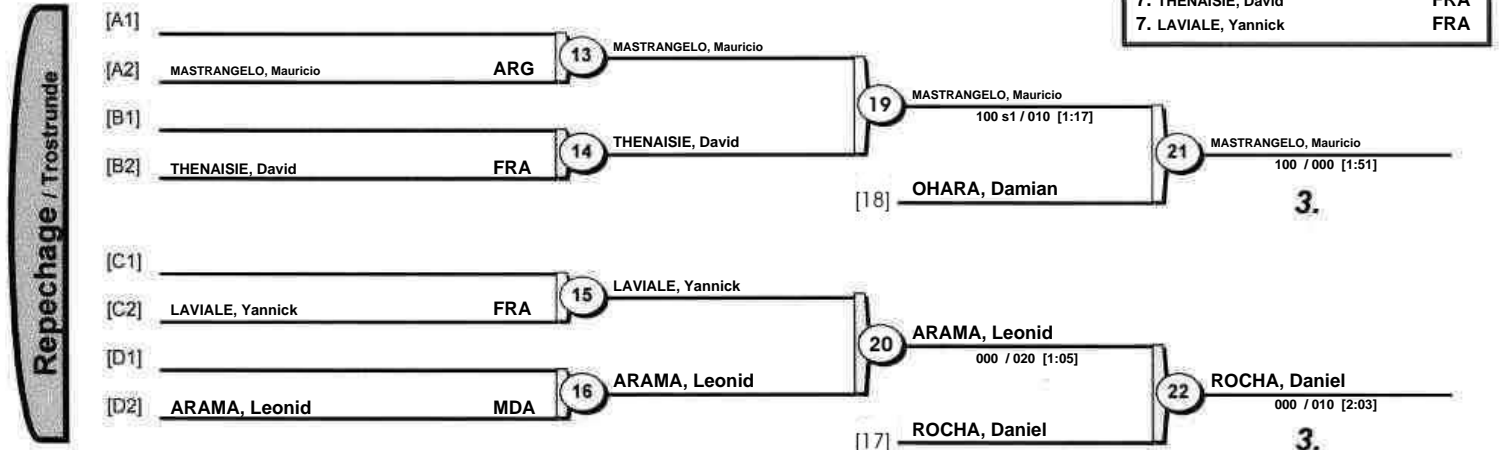 7. THENAISIE, David FRA
7. LAVIALE, Yannick FRA
Repechage / Trostrunde
[A1]
[A2] MASTRANGELO, Mauricio ARG
13 MASTRANGELO, Mauricio
[B1]
[B2] THENAISIE, David FRA
14 THENAISIE, David
19 MASTRANGELO, Mauricio
100 s1 / 010 [1:17]
[18] OHARA, Damian
21 MASTRANGELO, Mauricio
100 / 000 [1:51]
3.
[C1]
[C2] LAVIALE, Yannick FRA
15 LAVIALE, Yannick
[D1]
[D2] ARAMA, Leonid MDA
16 ARAMA, Leonid
20 ARAMA, Leonid
000 / 020 [1:05]
[17] ROCHA, Daniel
22 ROCHA, Daniel
000 / 010 [2:03]
3.